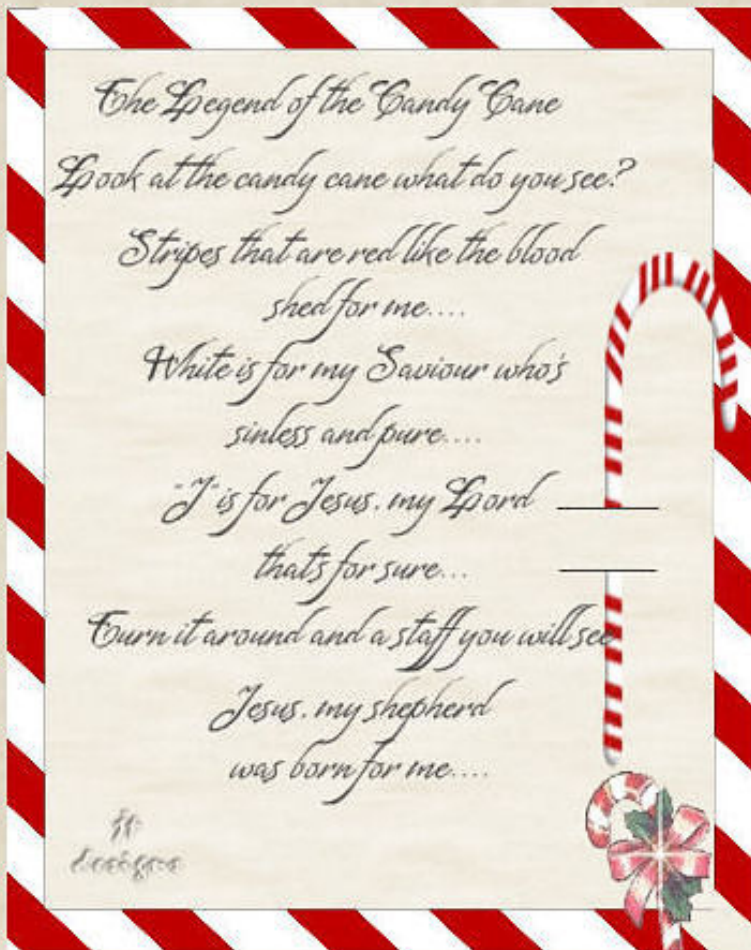 The Legend of the Candy Cane
Look at the candy cane what do you see?
Stripes that are red like the blood
shed for me....
White is for my Saviour who's
sinless and pure....
"J" is for Jesus, my Lord
that's for sure...
Turn it around and a staff you will see
Jesus, my shepherd
was born for me....
designs